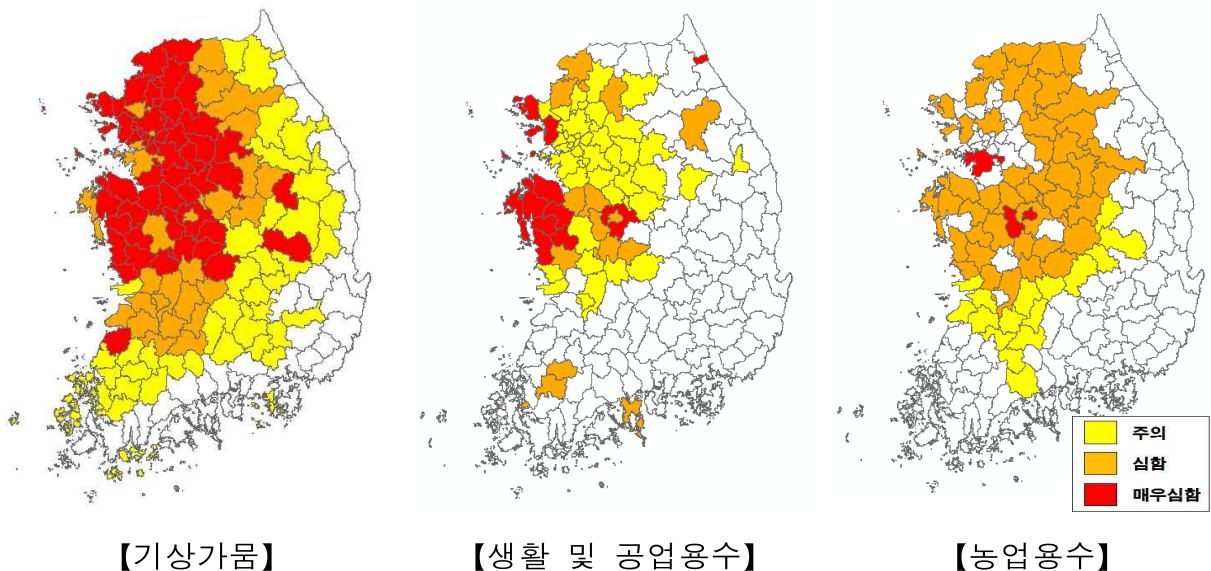 주의
심함
매우심함
【기상가뭄】
【생활 및 공업용수】
【농업용수】